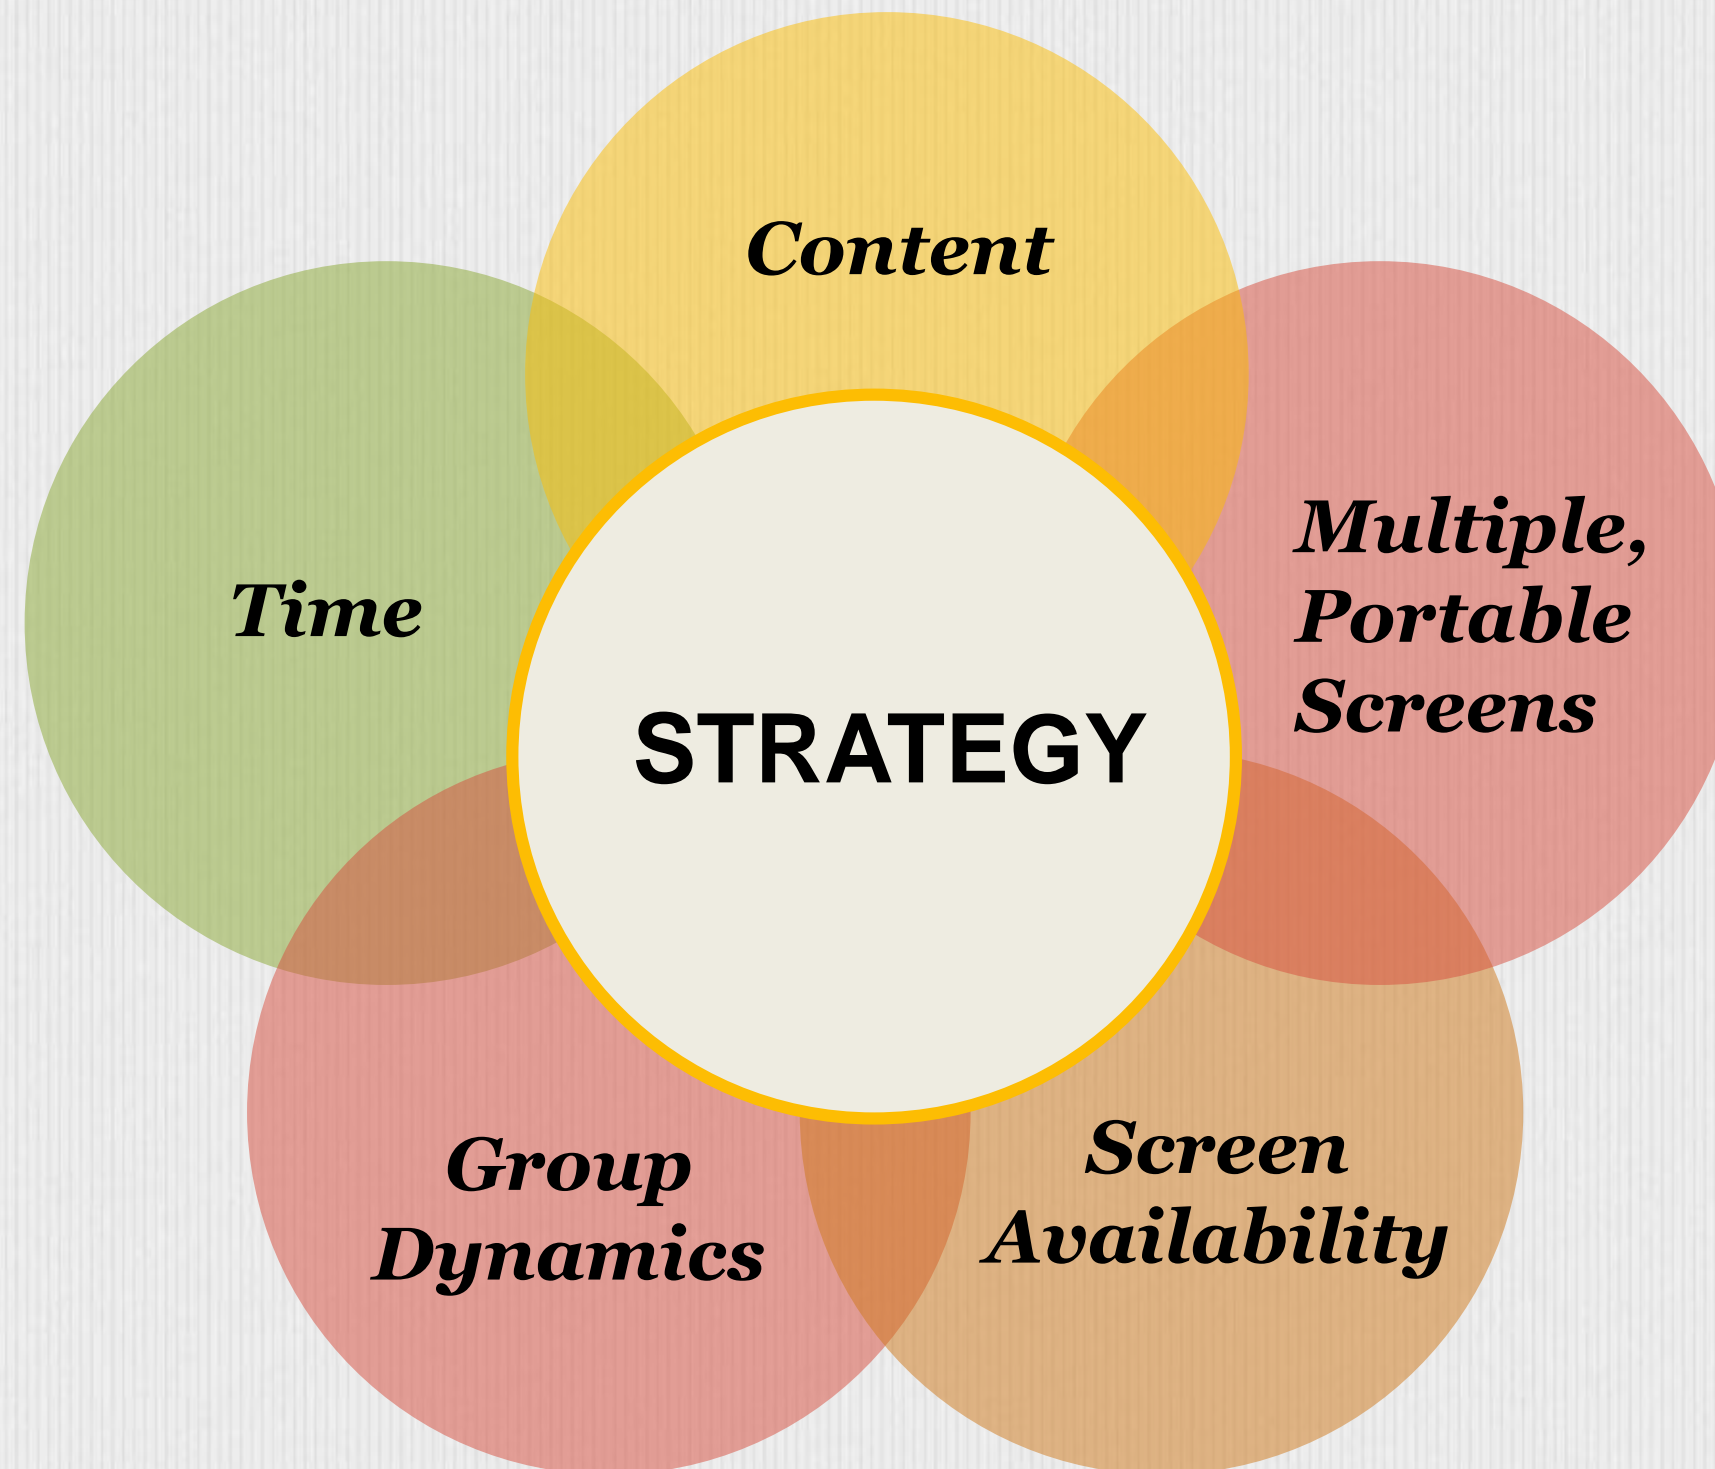 Content
Multiple,
Portable
Screens
Time
STRATEGY
Screen
Availability
Group
Dynamics